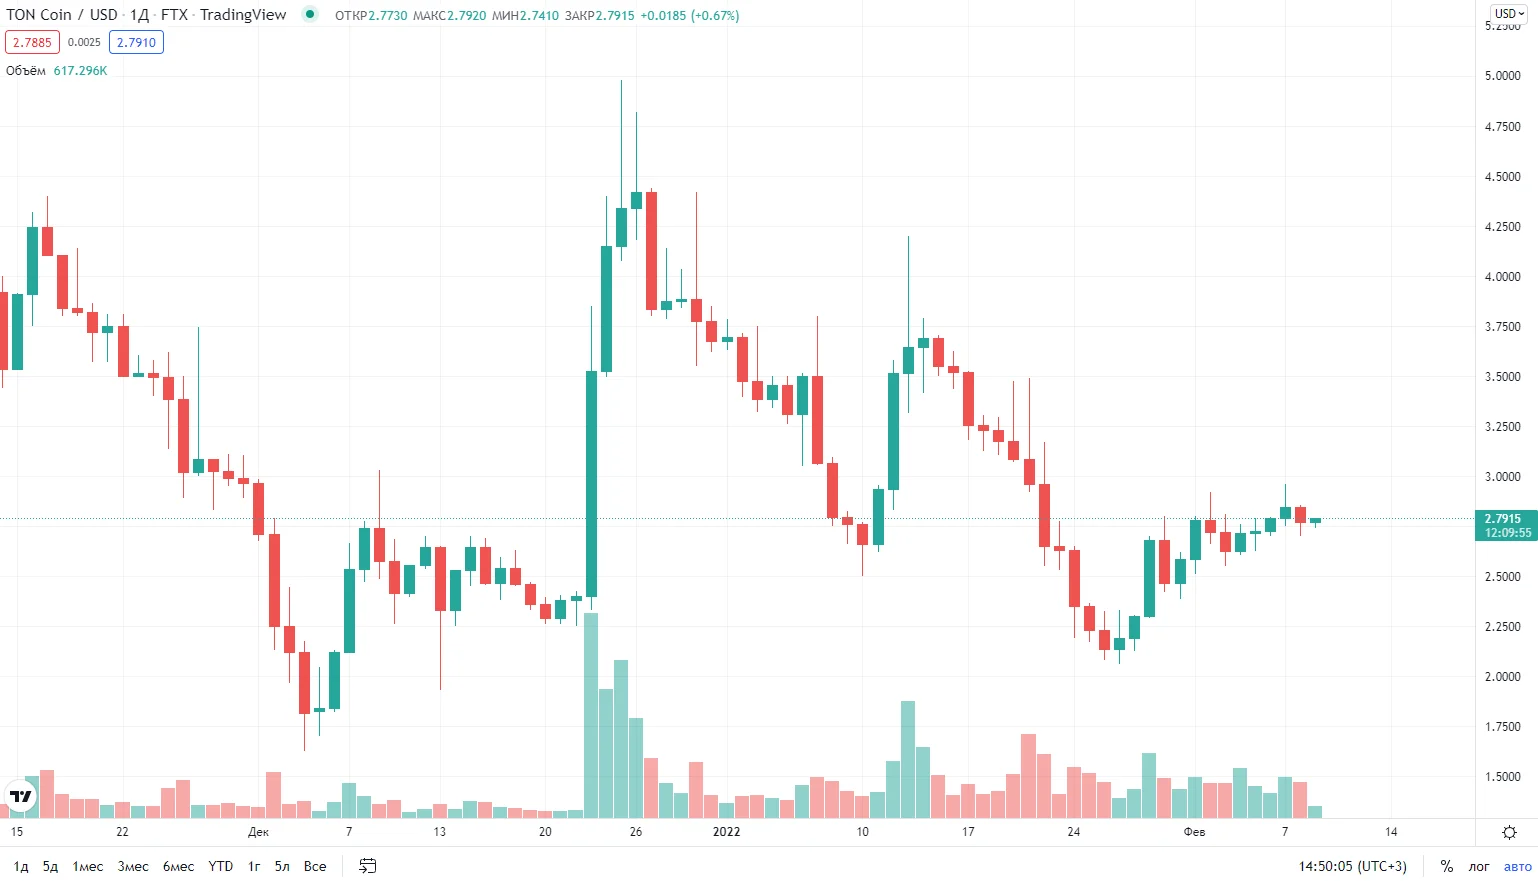 TON Coin / USD · 1Д · FTX · TradingView ОТКР2.7730 МАКС2.7920 МИН2.7410 ЗАКР2.7915 +0.0185 (+0.67%)
USD
5.2500
2.7885 0.0025 2.7910
Объём 617.296K
5.0000
4.7500
4.5000
4.2500
4.0000
3.7500
3.5000
3.2500
3.0000
2.7915
12:09:55
2.5000
2.2500
2.0000
1.7500
1.5000
15 22 Дек 7 13 20 26 2022 10 17 24 Фев 7 14
1д 5д 1мес 3мес 6мес YTD 1г 5л Все 14:50:05 (UTC+3) % лог авто